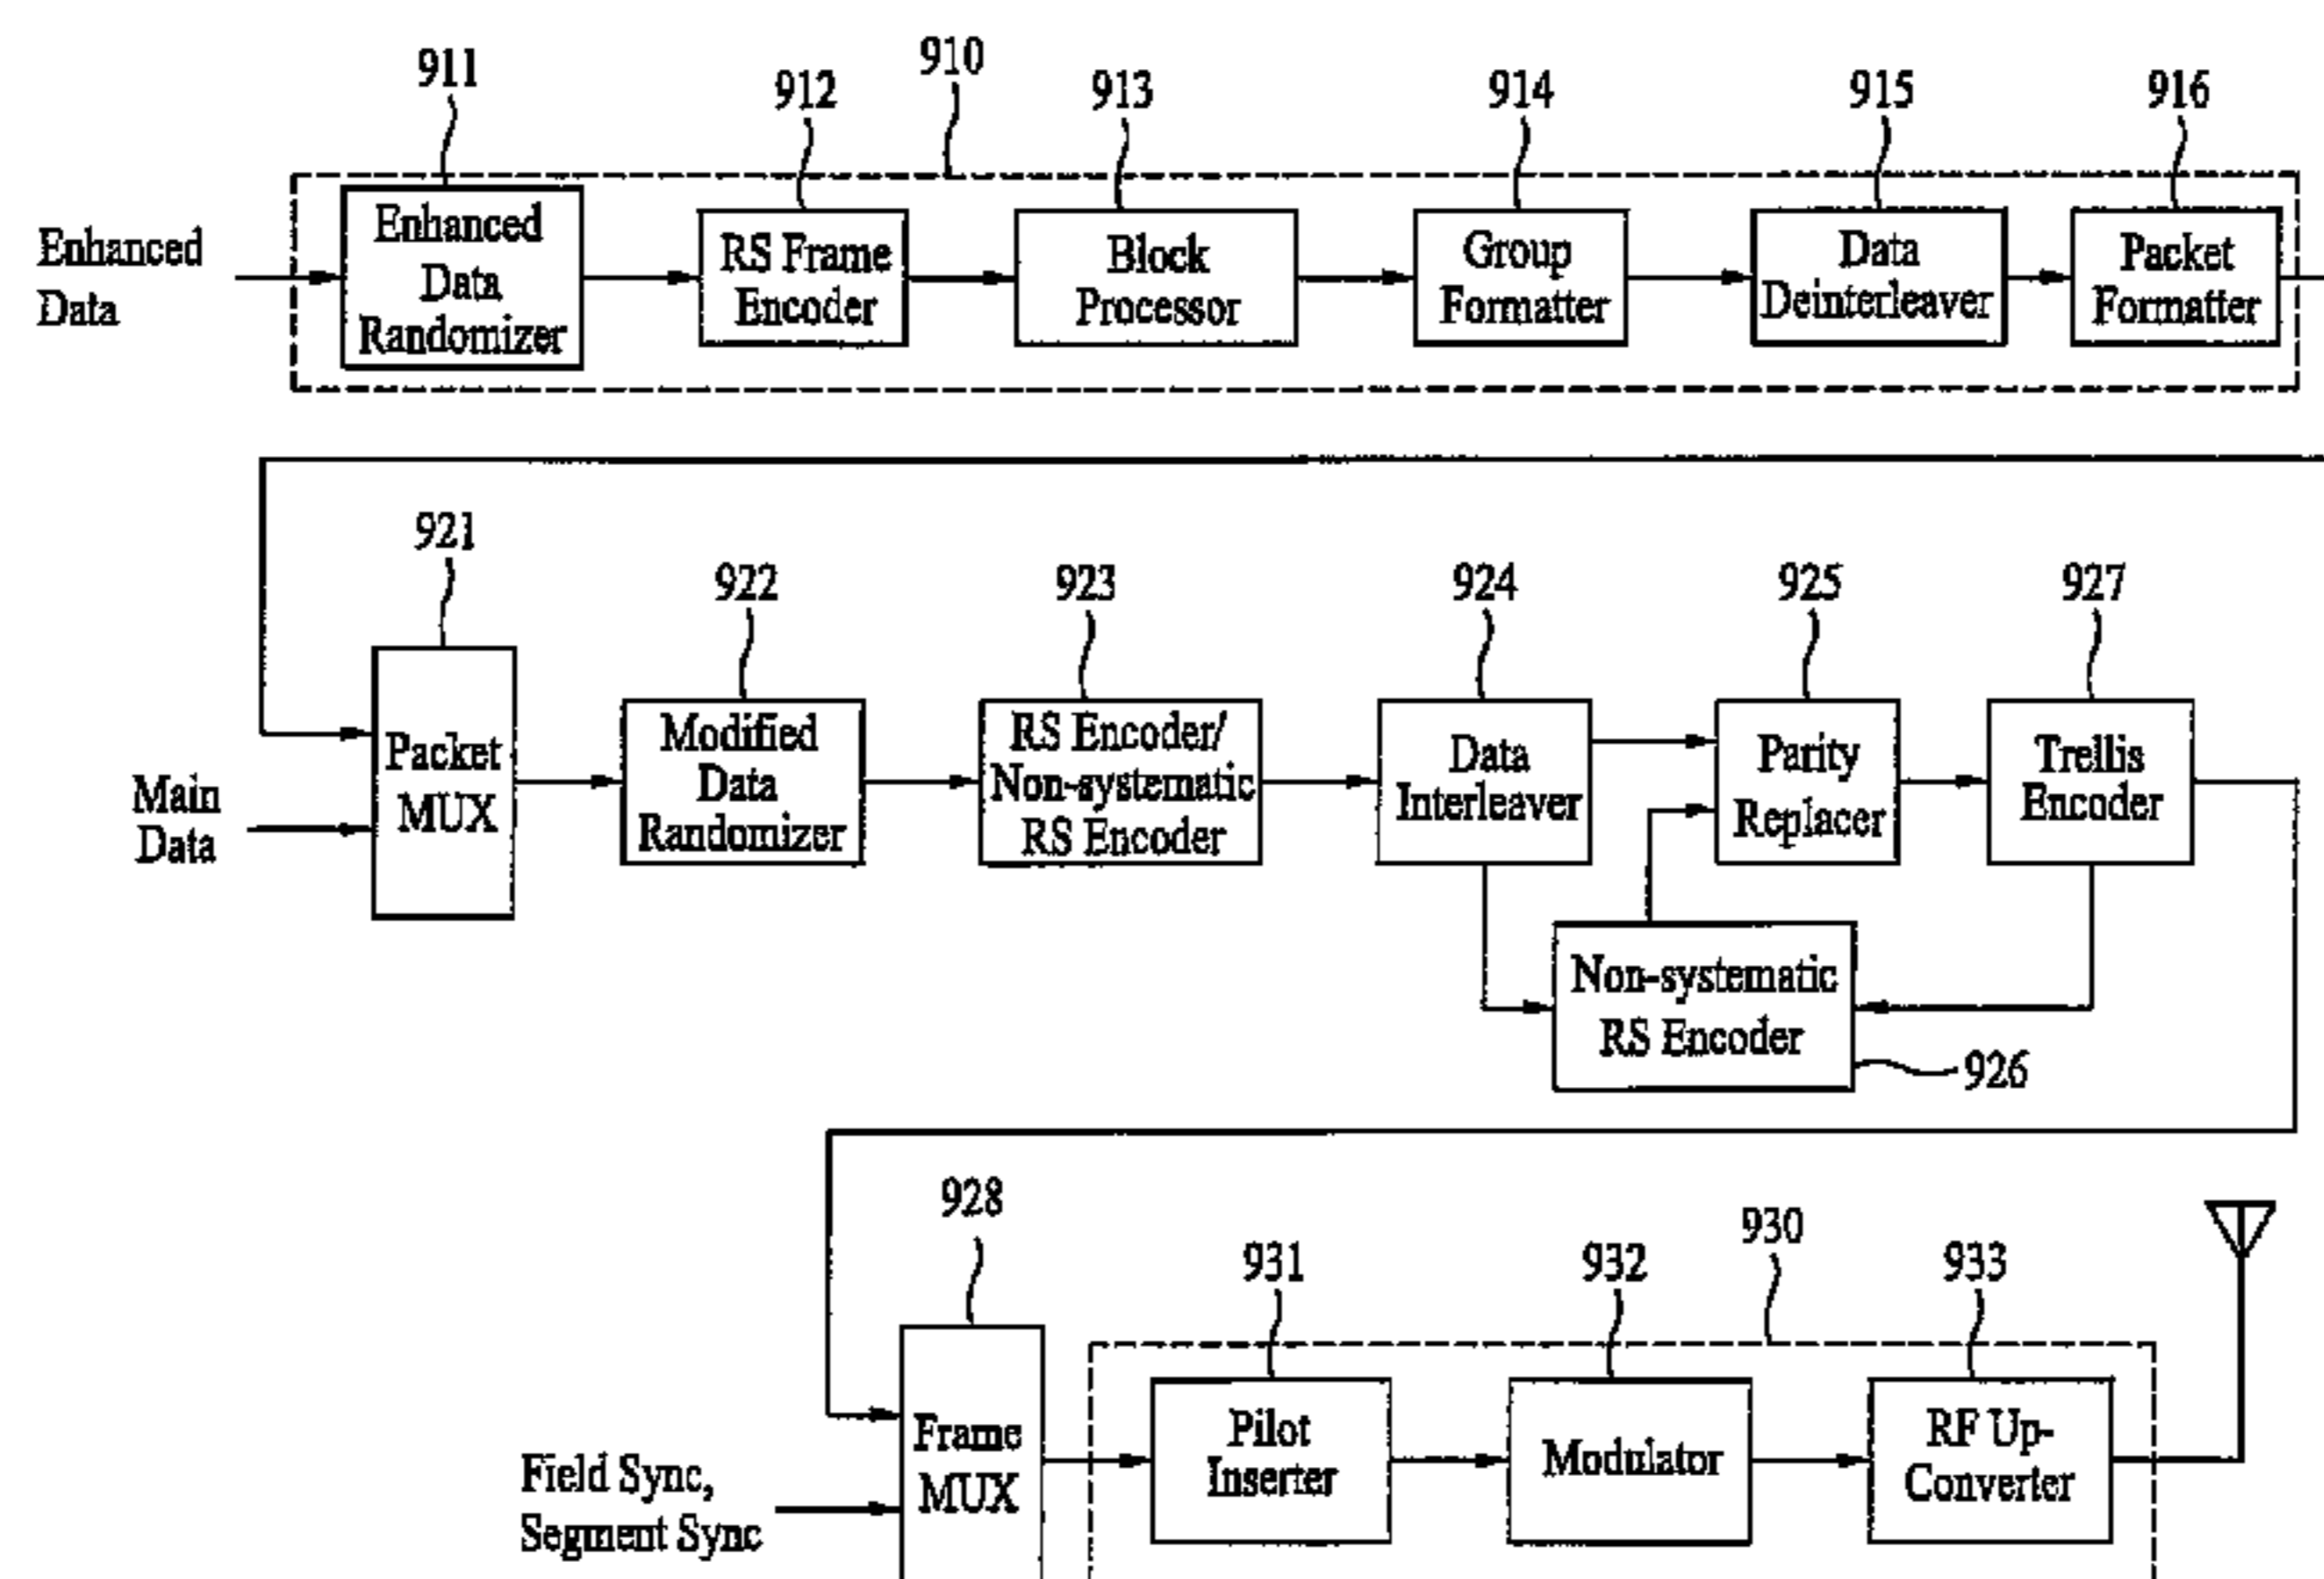 911
912
910
913
914
915
916
Enhanced
Data
Enhanced
Data
Randomizer
RS Frame
Encoder
Block
Processor
Group
Formatter
Data
Deinterleaver
Packet
Formatter
921
922
923
924
925
927
Main
Data
Packet
MUX
Modified
Data
Randomizer
RS Encoder/
Non-systematic
RS Encoder
Data
Interleaver
Parity
Replacer
Trellis
Encoder
Non-systematic
RS Encoder
926
928
931
932
930
933
Field Sync,
Segment Sync
Frame
MUX
Pilot
Inserter
Modulator
RF Up-
Converter